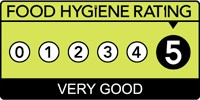 FOOD HYGIENE RATING
0 1 2 3 4 5
VERY GOOD